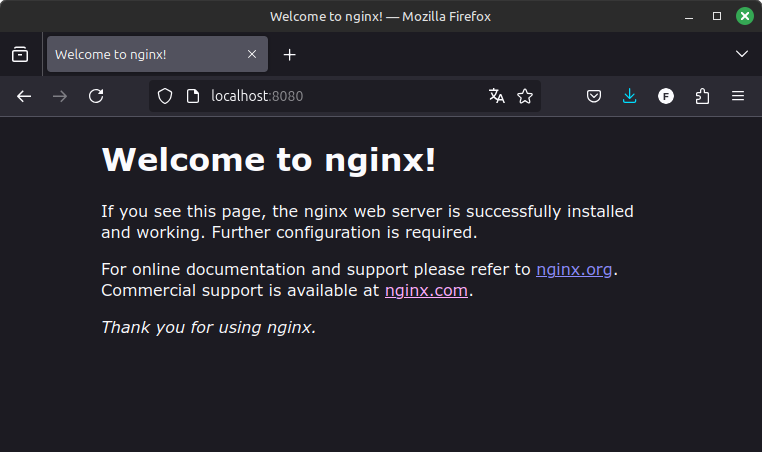 Welcome to nginx! — Mozilla Firefox
Welcome to nginx!
localhost:8080
F
Welcome to nginx!
If you see this page, the nginx web server is successfully installed
and working. Further configuration is required.
For online documentation and support please refer to nginx.org.
Commercial support is available at nginx.com.
Thank you for using nginx.